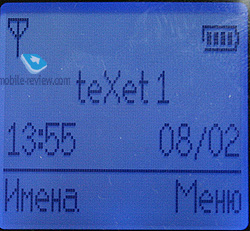 mobile-review.com
teXet 1
13:55 08/02
Имена Меню